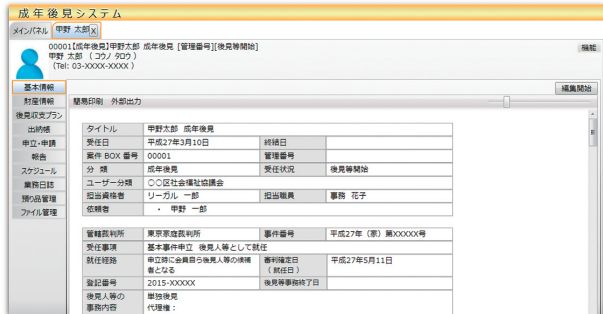 成年後見システム
メインパネル 甲野 太郎 X
00001【成年後見】甲野太郎 成年後見 [管理番号][後見等開始]
甲野 太郎 （ コウノ タロウ ）
（Tel: 03-XXXX-XXXX ）
機能
基本情報 編集開始
財産情報 簡易印刷 外部出力
後見収支プラン
出納帳
申立・申請
報告
スケジュール
業務日誌
預り品管理
ファイル管理
タイトル 甲野太郎 成年後見
受任日 平成27年3月10日 終結日
案件 BOX 番号 00001 管理番号
分 類 成年後見 受任状況 後見等開始
ユーザー分類 〇〇区社会福祉協議会
担当資格者 リーガル 一郎 担当職員 事務 花子
依頼者 ・ 甲野 一郎
管轄裁判所 東京家庭裁判所 事件番号 平成27年（家）第XXXXX号
受任事項 基本事件申立 後見人等として就任
就任経路 申立時に会員自ら後見人等の候補者となる 審判確定日（就任日） 平成27年5月11日
登記番号 2015-XXXXX 後見等事務終了日
後見人等の 単独後見
事務内容 代理権：